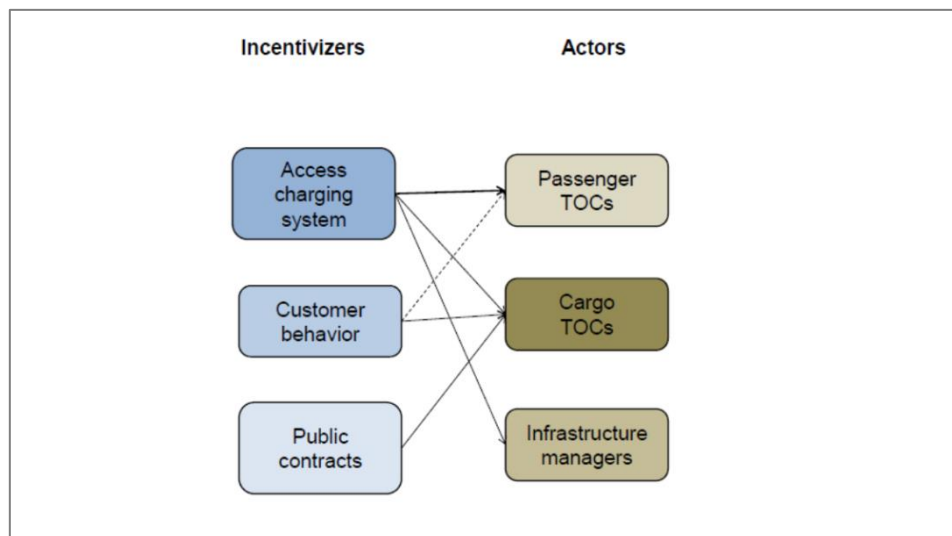 Incentivizers
Actors
Access
charging
system
Passenger
TOCs
Customer
behavior
Cargo
TOCs
Public
contracts
Infrastructure
managers